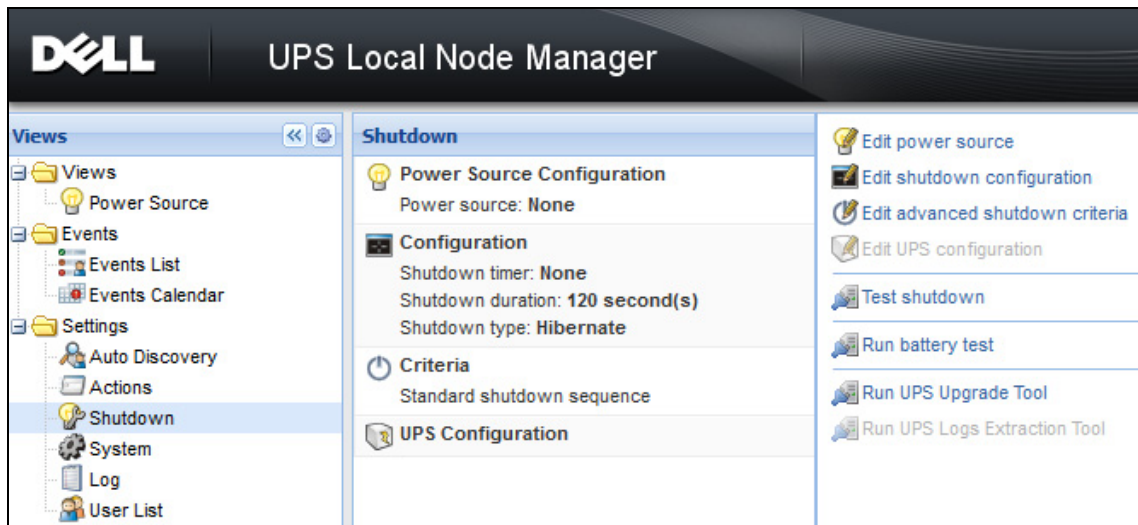 DELL
UPS Local Node Manager
Views
Views
Power Source
Events
Events List
Events Calendar
Settings
Auto Discovery
Actions
Shutdown
System
Log
User List
Shutdown
Power Source Configuration
Power source: None
Configuration
Shutdown timer: None
Shutdown duration: 120 second(s)
Shutdown type: Hibernate
Criteria
Standard shutdown sequence
UPS Configuration
Edit power source
Edit shutdown configuration
Edit advanced shutdown criteria
Edit UPS configuration
Test shutdown
Run battery test
Run UPS Upgrade Tool
Run UPS Logs Extraction Tool